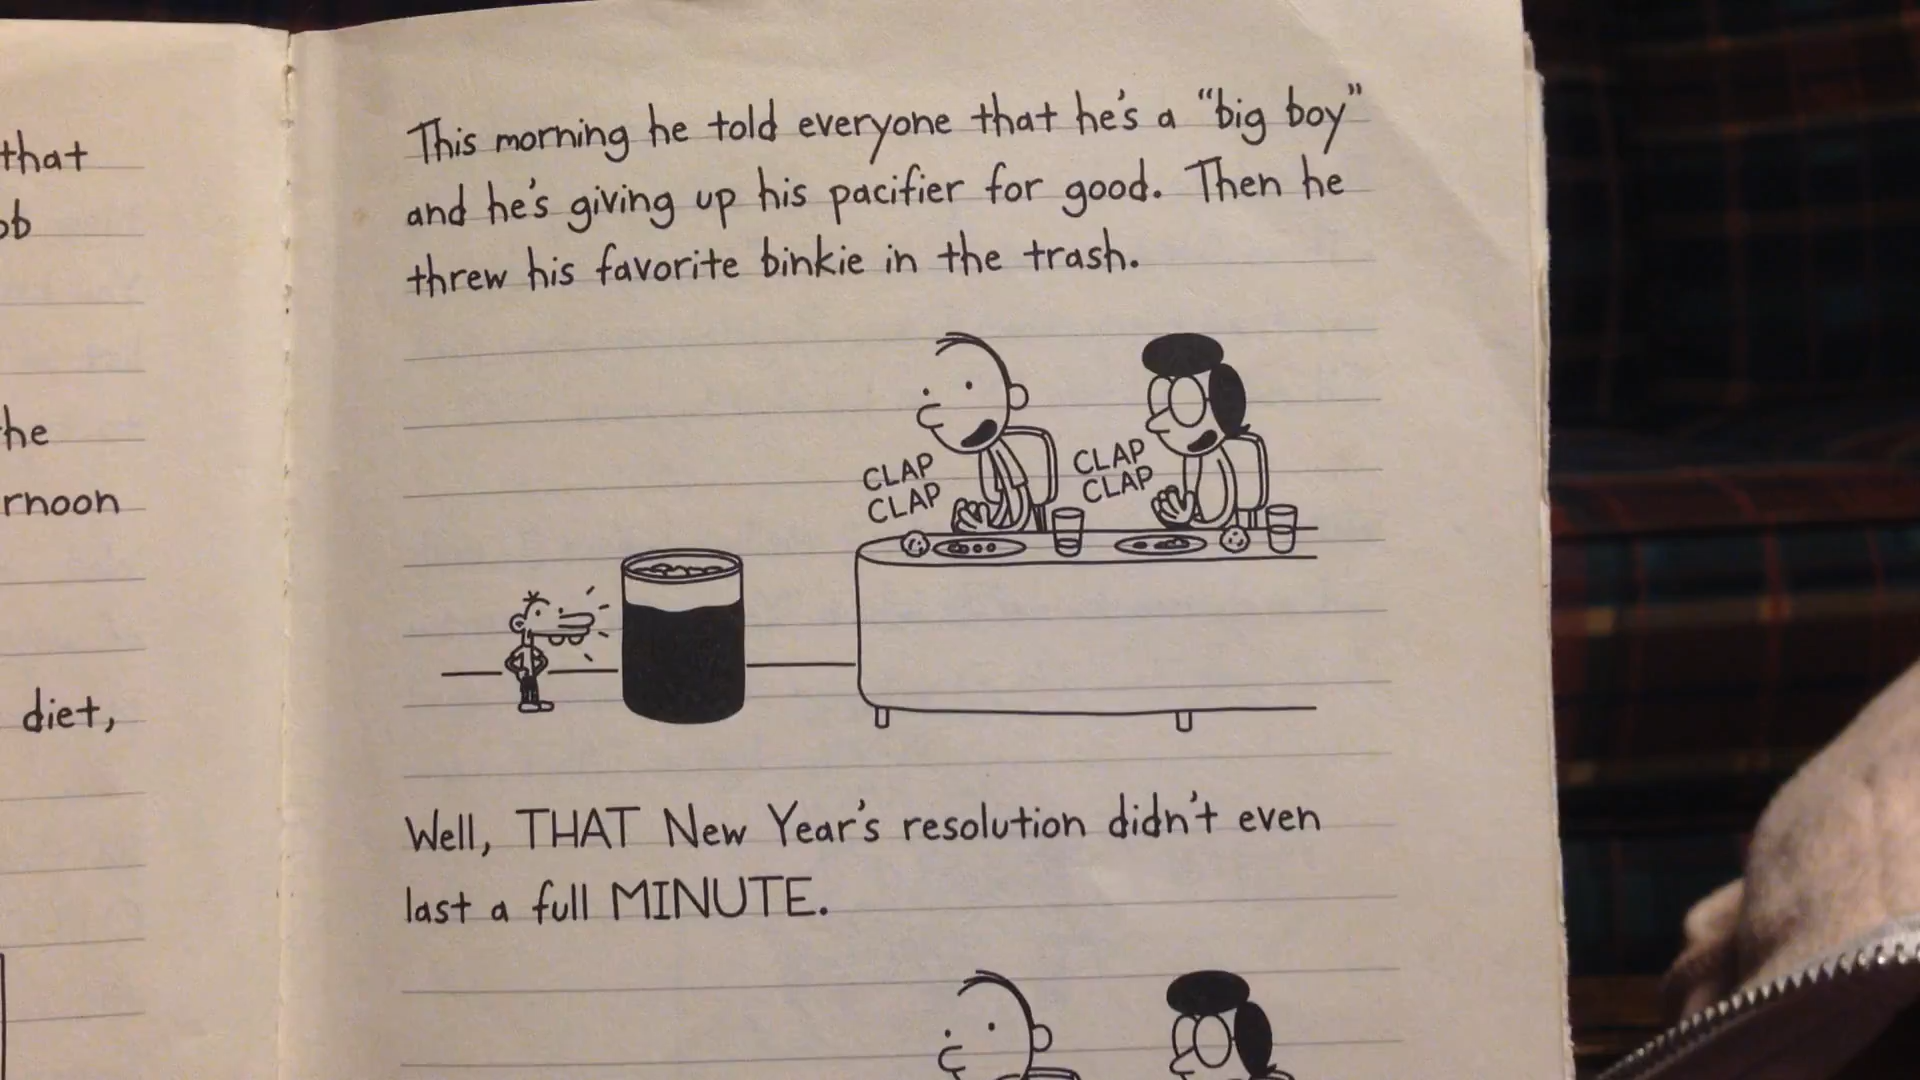 that
he
rnoon
diet,
This morning he told everyone that he's a “big boy”
and he's giving up his pacifier for good. Then he
threw his favorite binkie in the trash.
CLAP
CLAP
CLAP
CLAP
Well, THAT New Year's resolution didn't even
last a full MINUTE.